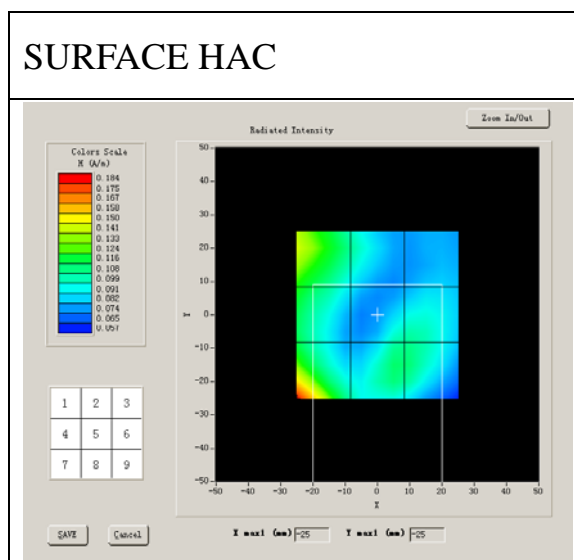 SURFACE HAC
Zoom In/Out
Radiated Intensity
Colors Scale
H (A/m)
0.184
0.175
0.167
0.158
0.150
0.141
0.133
0.124
0.116
0.108
0.099
0.091
0.082
0.074
0.065
0.057
50
40
30
20
10
0
-10
-20
-30
-40
-50
Y
-50 -40 -30 -20 -10 0 10 20 30 40 50
X
1 2 3
4 5 6
7 8 9
SAVE Cancel
X max1 (mm) -25 Y max1 (mm) -25